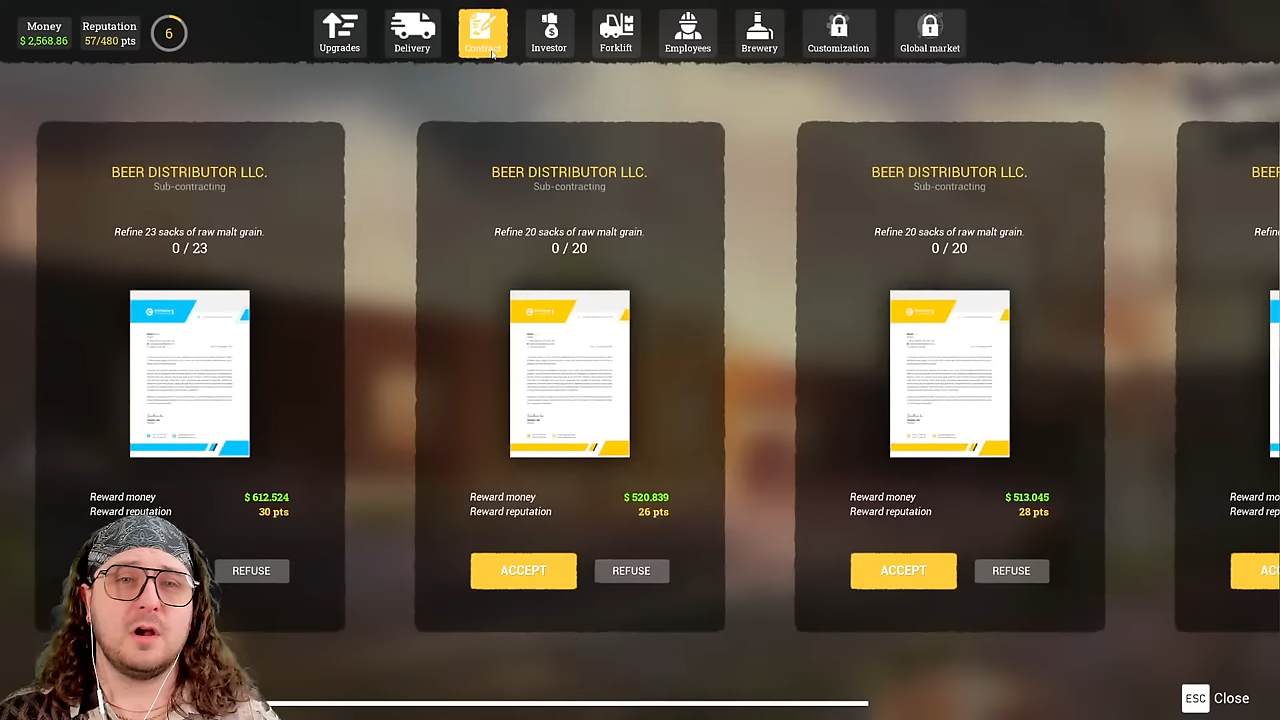 Money
$ 2,568.86
Reputation
57/480 pts
6
Upgrades
Delivery
Contract
Investor
Forklift
Employees
Brewery
Customization
Global market
BEER DISTRIBUTOR LLC.
Sub-contracting
Refine 23 sacks of raw malt grain.
0 / 23
Reward money $ 612.524
Reward reputation 30 pts
REFUSE
BEER DISTRIBUTOR LLC.
Sub-contracting
Refine 20 sacks of raw malt grain.
0 / 20
Reward money $ 520.839
Reward reputation 26 pts
ACCEPT REFUSE
BEER DISTRIBUTOR LLC.
Sub-contracting
Refine 20 sacks of raw malt grain.
0 / 20
Reward money $ 513.045
Reward reputation 28 pts
ACCEPT REFUSE
ESC Close